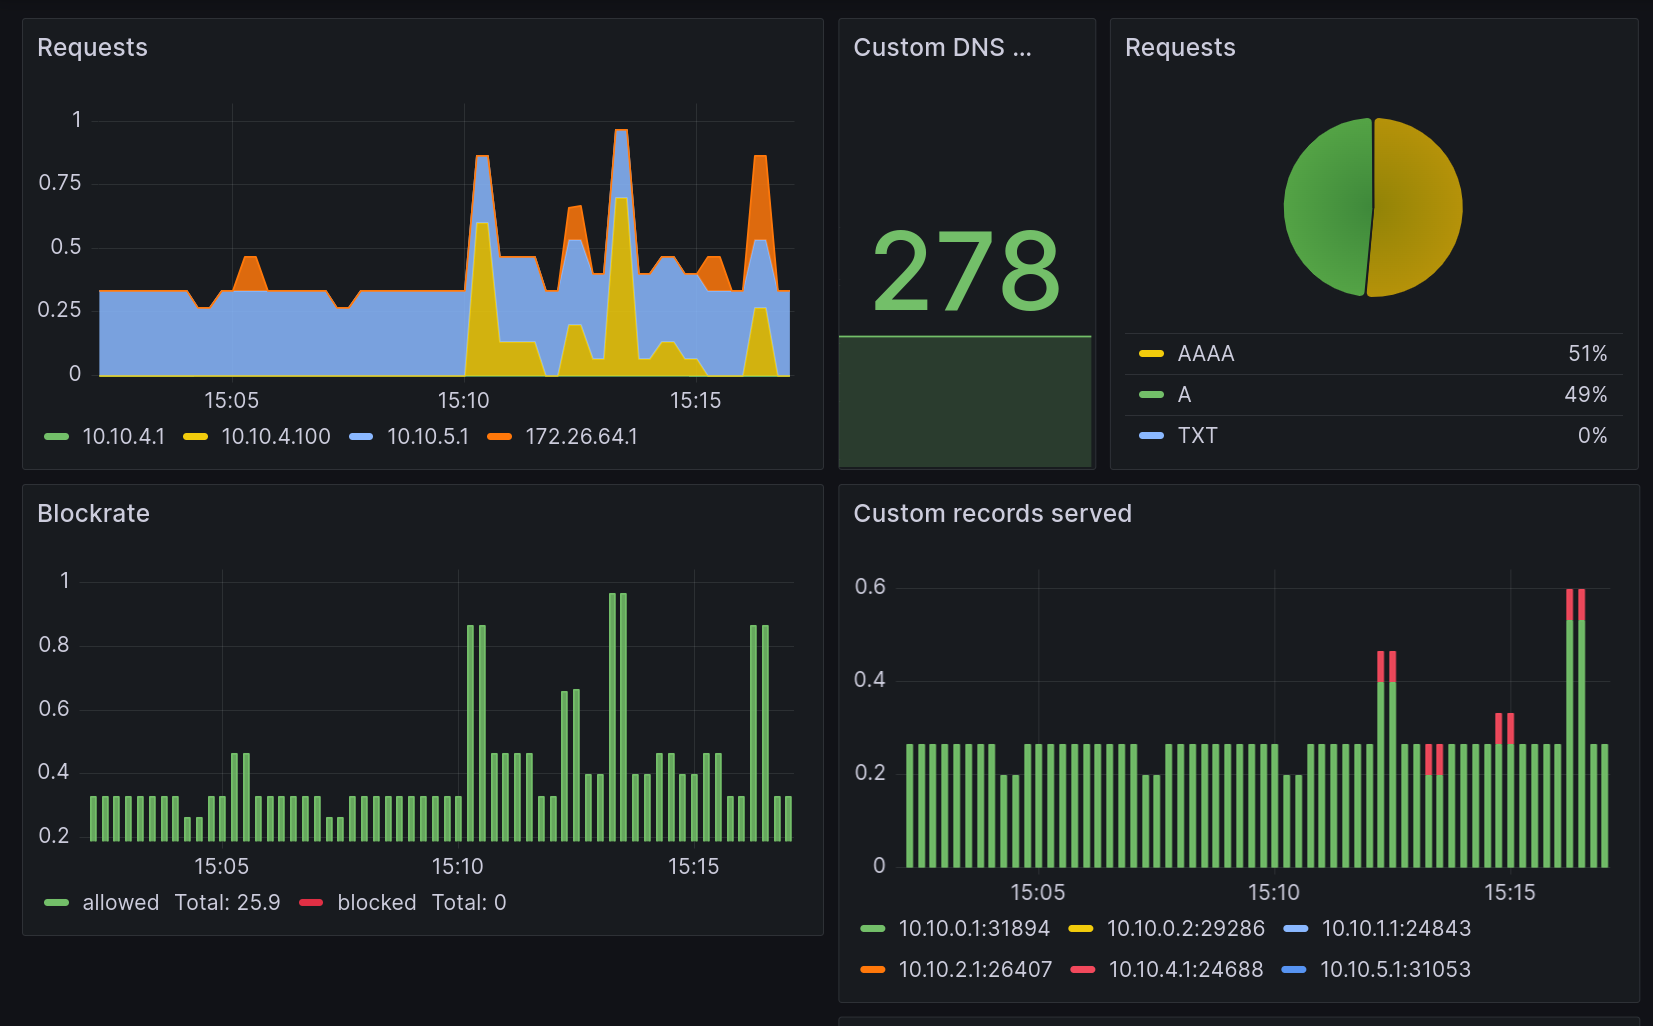 Requests
1
0.75
0.5
0.25
0
15:05 15:10 15:15
10.10.4.1 10.10.4.100 10.10.5.1 172.26.64.1
Custom DNS ...
278
Requests
AAAA 51%
A 49%
TXT 0%
Blockrate
1
0.8
0.6
0.4
0.2
15:05 15:10 15:15
allowed Total: 25.9 blocked Total: 0
Custom records served
0.6
0.4
0.2
0
15:05 15:10 15:15
10.10.0.1:31894 10.10.0.2:29286 10.10.1.1:24843
10.10.2.1:26407 10.10.4.1:24688 10.10.5.1:31053